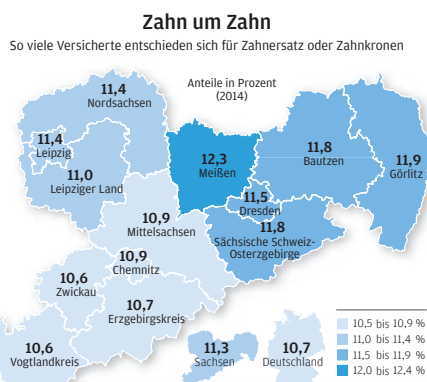 Zahn um Zahn
So viele Versicherte entschieden sich für Zahnersatz oder Zahnkronen
Anteile in Prozent
(2014)
11,4
Nordsachsen
11,4
Leipzig
11,0
Leipziger Land
12,3
Meißen
11,8
Bautzen
11,9
Görlitz
11,5
Dresden
11,8
Sächsische Schweiz-
Osterzgebirge
10,9
Mittelsachsen
10,9
Chemnitz
10,6
Zwickau
10,7
Erzgebirgskreis
10,6
Vogtlandkreis
11,3
Sachsen
10,7
Deutschland
10,5 bis 10,9 %
11,0 bis 11,4 %
11,5 bis 11,9 %
12,0 bis 12,4 %